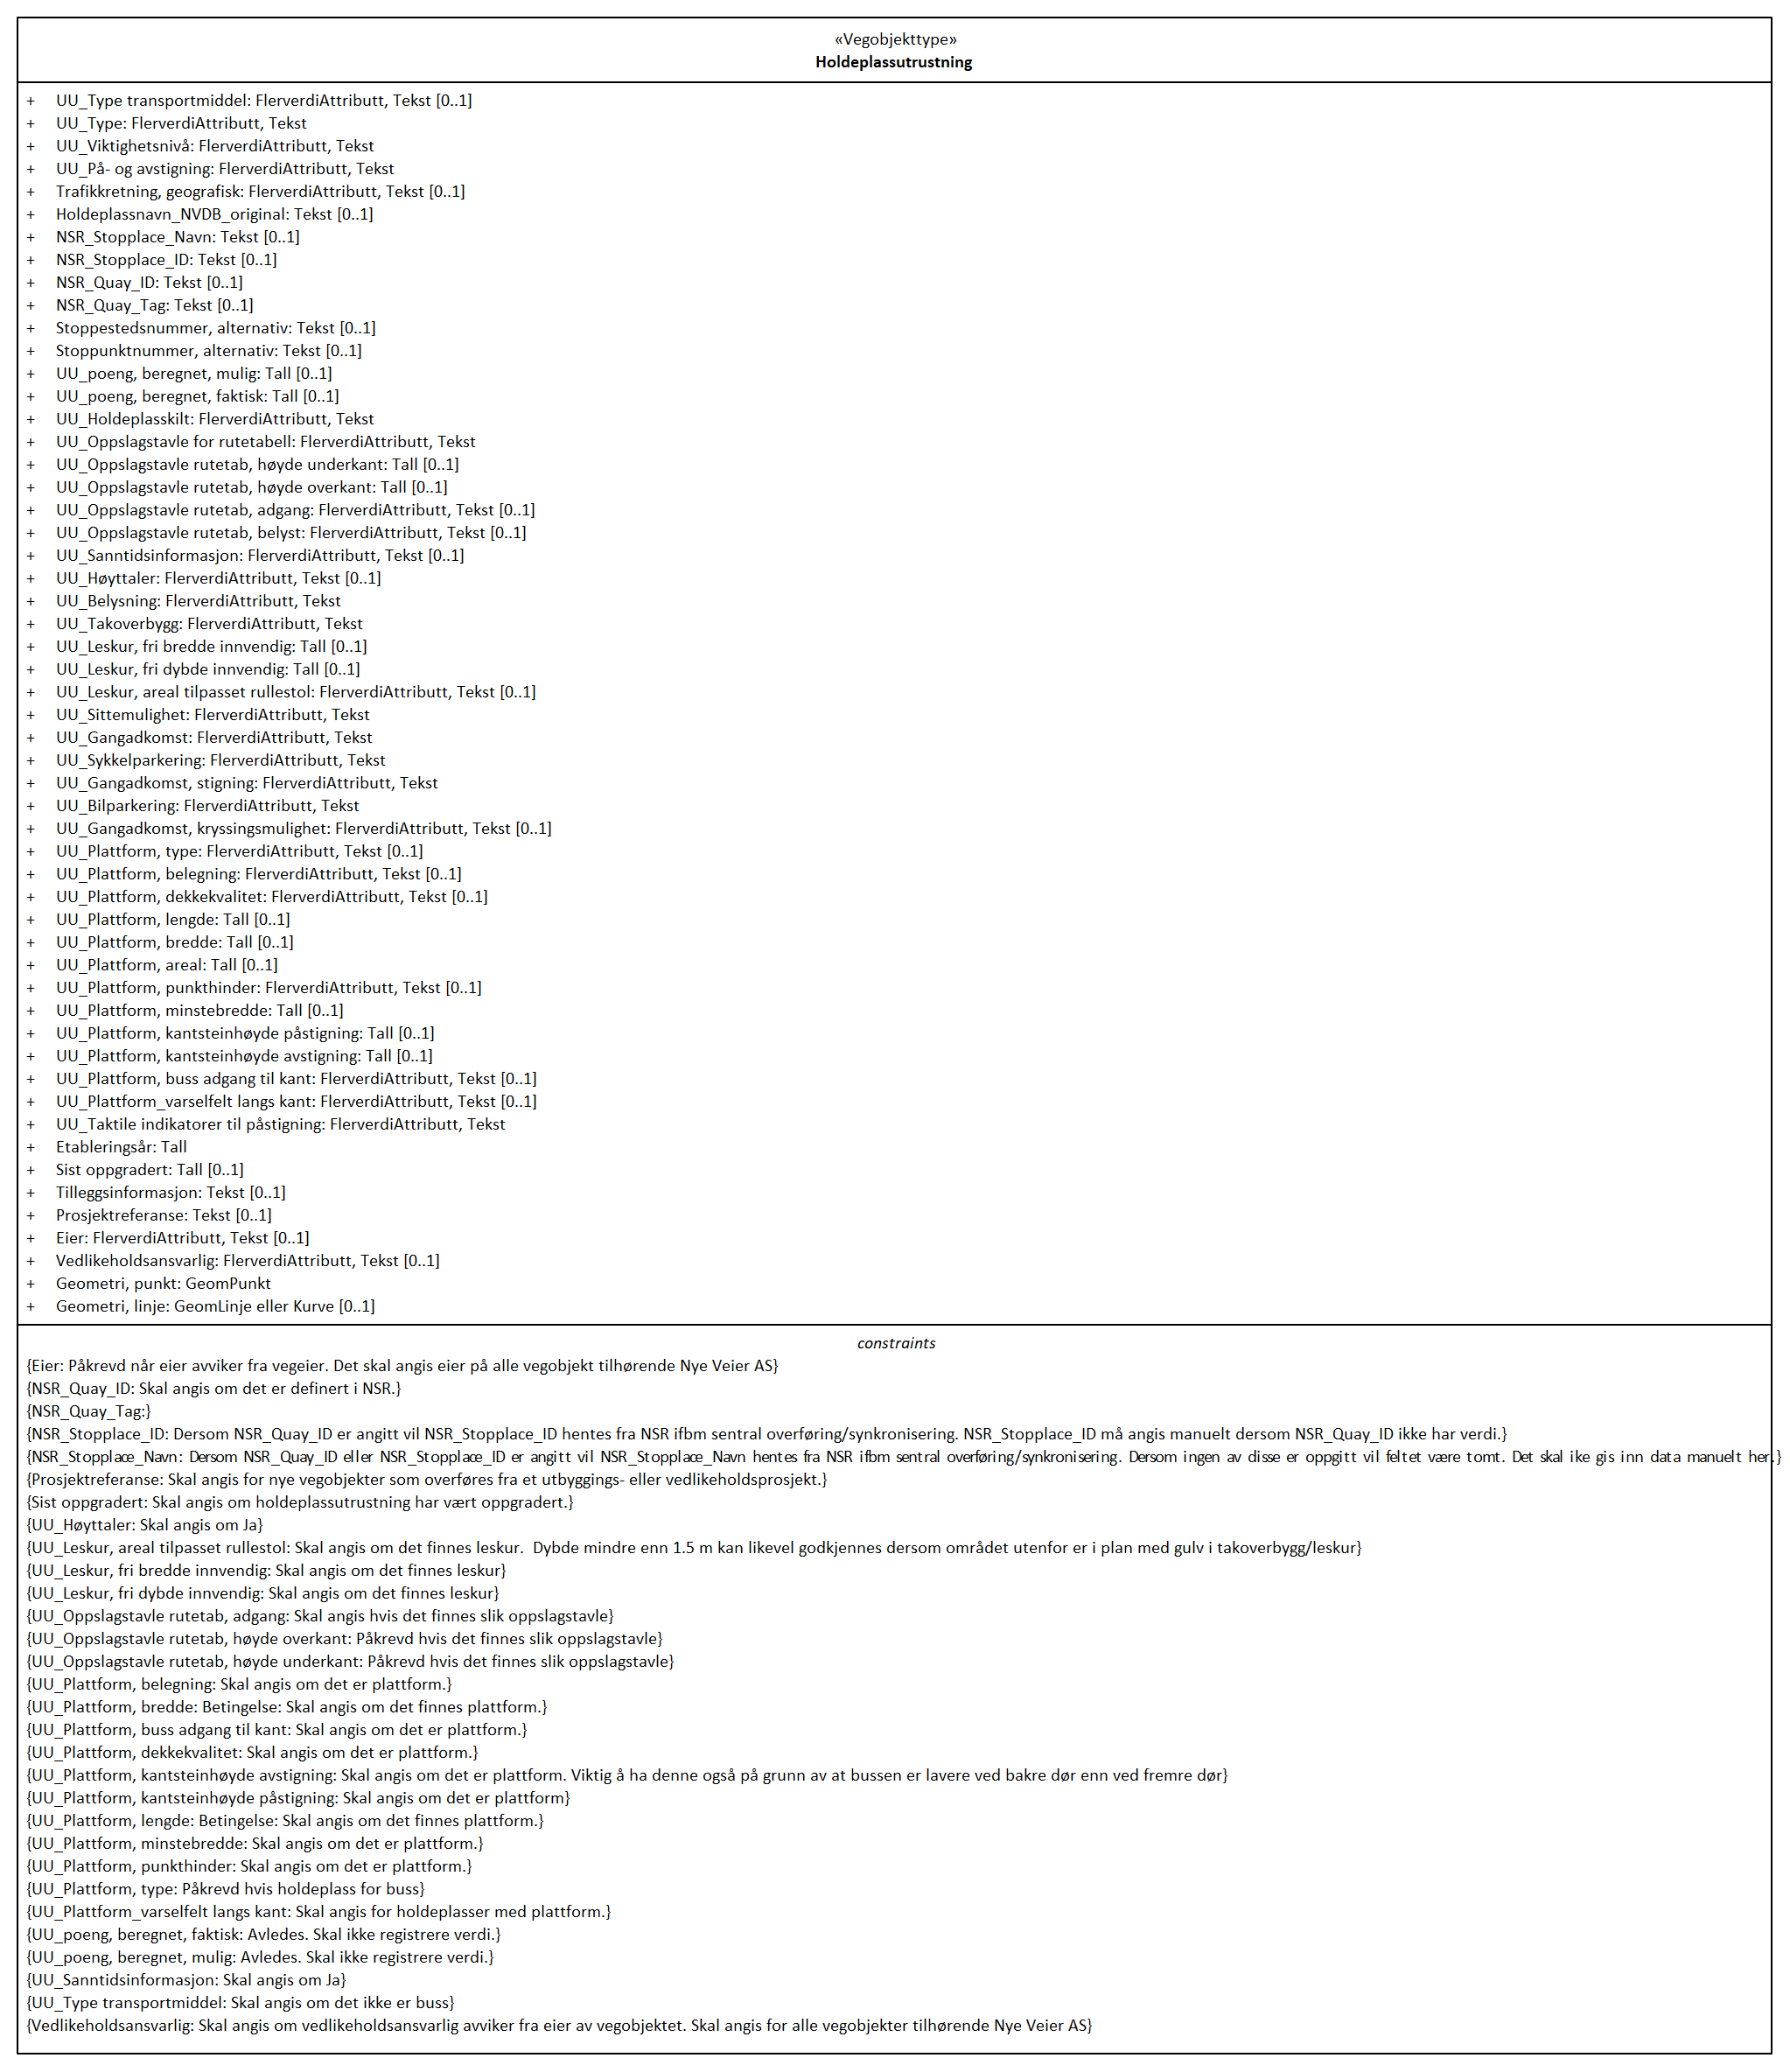 «Vegobjekttype»
Holdeplassutrustning
+ UU_Type transportmiddel: FlerverdiAttributt, Tekst [0..1]
+ UU_Type: FlerverdiAttributt, Tekst
+ UU_Viktighetsnivå: FlerverdiAttributt, Tekst
+ UU_På- og avstigning: FlerverdiAttributt, Tekst
+ Trafikkretning, geografisk: FlerverdiAttributt, Tekst [0..1]
+ Holdeplassnavn_NVDB_original: Tekst [0..1]
+ NSR_Stopplace_Navn: Tekst [0..1]
+ NSR_Stopplace_ID: Tekst [0..1]
+ NSR_Quay_ID: Tekst [0..1]
+ NSR_Quay_Tag: Tekst [0..1]
+ Stoppestedsnummer, alternativ: Tekst [0..1]
+ Stoppunktnummer, alternativ: Tekst [0..1]
+ UU_poeng, beregnet, mulig: Tall [0..1]
+ UU_poeng, beregnet, faktisk: Tall [0..1]
+ UU_Holdeplasskilt: FlerverdiAttributt, Tekst
+ UU_Oppslagstavle for rutetabell: FlerverdiAttributt, Tekst
+ UU_Oppslagstavle rutetab, høyde underkant: Tall [0..1]
+ UU_Oppslagstavle rutetab, høyde overkant: Tall [0..1]
+ UU_Oppslagstavle rutetab, adgang: FlerverdiAttributt, Tekst [0..1]
+ UU_Oppslagstavle rutetab, belyst: FlerverdiAttributt, Tekst [0..1]
+ UU_Sanntidsinformasjon: FlerverdiAttributt, Tekst [0..1]
+ UU_Høyttaler: FlerverdiAttributt, Tekst [0..1]
+ UU_Belysning: FlerverdiAttributt, Tekst
+ UU_Takoverbygg: FlerverdiAttributt, Tekst
+ UU_Leskur, fri bredde innvendig: Tall [0..1]
+ UU_Leskur, fri dybde innvendig: Tall [0..1]
+ UU_Leskur, areal tilpasset rullestol: FlerverdiAttributt, Tekst [0..1]
+ UU_Sittemulighet: FlerverdiAttributt, Tekst
+ UU_Gangadkomst: FlerverdiAttributt, Tekst
+ UU_Sykkelparkering: FlerverdiAttributt, Tekst
+ UU_Gangadkomst, stigning: FlerverdiAttributt, Tekst
+ UU_Bilparkering: FlerverdiAttributt, Tekst
+ UU_Gangadkomst, kryssingsmulighet: FlerverdiAttributt, Tekst [0..1]
+ UU_Plattform, type: FlerverdiAttributt, Tekst [0..1]
+ UU_Plattform, belegning: FlerverdiAttributt, Tekst [0..1]
+ UU_Plattform, dekkekvalitet: FlerverdiAttributt, Tekst [0..1]
+ UU_Plattform, lengde: Tall [0..1]
+ UU_Plattform, bredde: Tall [0..1]
+ UU_Plattform, areal: Tall [0..1]
+ UU_Plattform, punkthinder: FlerverdiAttributt, Tekst [0..1]
+ UU_Plattform, minstebredde: Tall [0..1]
+ UU_Plattform, kantsteinhøyde påstigning: Tall [0..1]
+ UU_Plattform, kantsteinhøyde avstigning: Tall [0..1]
+ UU_Plattform, buss adgang til kant: FlerverdiAttributt, Tekst [0..1]
+ UU_Plattform_varselfelt langs kant: FlerverdiAttributt, Tekst [0..1]
+ UU_Taktile indikatorer til påstigning: FlerverdiAttributt, Tekst
+ Etableringsår: Tall
+ Sist oppgradert: Tall [0..1]
+ Tilleggsinformasjon: Tekst [0..1]
+ Prosjektreferanse: Tekst [0..1]
+ Eier: FlerverdiAttributt, Tekst [0..1]
+ Vedlikeholdsansvarlig: FlerverdiAttributt, Tekst [0..1]
+ Geometri, punkt: GeomPunkt
+ Geometri, linje: GeomLinje eller Kurve [0..1]
constraints
{Eier: Påkrevd når eier avviker fra vegeier. Det skal angis eier på alle vegobjekt tilhørende Nye Veier AS}
{NSR_Quay_ID: Skal angis om det er definert i NSR.}
{NSR_Quay_Tag:}
{NSR_Stopplace_ID: Dersom NSR_Quay_ID er angitt vil NSR_Stopplace_ID hentes fra NSR ifbm sentral overføring/synkronisering. NSR_Stopplace_ID må angis manuelt dersom NSR_Quay_ID ikke har verdi.}
{NSR_Stopplace_Navn: Dersom NSR_Quay_ID eller NSR_Stopplace_ID er angitt vil NSR_Stopplace_Navn hentes fra NSR ifbm sentral overføring/synkronisering. Dersom ingen av disse er oppgitt vil feltet være tomt. Det skal ike gis inn data manuelt her.}
{Prosjektreferanse: Skal angis for nye vegobjekter som overføres fra et utbyggings- eller vedlikeholdsprosjekt.}
{Sist oppgradert: Skal angis om holdeplassutrustning har vært oppgradert.}
{UU_Høyttaler: Skal angis om Ja}
{UU_Leskur, areal tilpasset rullestol: Skal angis om det finnes leskur.  Dybde mindre enn 1.5 m kan likevel godkjennes dersom området utenfor er i plan med gulv i takoverbygg/leskur}
{UU_Leskur, fri bredde innvendig: Skal angis om det finnes leskur}
{UU_Leskur, fri dybde innvendig: Skal angis om det finnes leskur}
{UU_Oppslagstavle rutetab, adgang: Skal angis hvis det finnes slik oppslagstavle}
{UU_Oppslagstavle rutetab, høyde overkant: Påkrevd hvis det finnes slik oppslagstavle}
{UU_Oppslagstavle rutetab, høyde underkant: Påkrevd hvis det finnes slik oppslagstavle}
{UU_Plattform, belegning: Skal angis om det er plattform.}
{UU_Plattform, bredde: Betingelse: Skal angis om det finnes plattform.}
{UU_Plattform, buss adgang til kant: Skal angis om det er plattform.}
{UU_Plattform, dekkekvalitet: Skal angis om det er plattform.}
{UU_Plattform, kantsteinhøyde avstigning: Skal angis om det er plattform. Viktig å ha denne også på grunn av at bussen er lavere ved bakre dør enn ved fremre dør}
{UU_Plattform, kantsteinhøyde påstigning: Skal angis om det er plattform}
{UU_Plattform, lengde: Betingelse: Skal angis om det finnes plattform.}
{UU_Plattform, minstebredde: Skal angis om det er plattform.}
{UU_Plattform, punkthinder: Skal angis om det er plattform.}
{UU_Plattform, type: Påkrevd hvis holdeplass for buss}
{UU_Plattform_varselfelt langs kant: Skal angis for holdeplasser med plattform.}
{UU_poeng, beregnet, faktisk: Avledes. Skal ikke registrere verdi.}
{UU_poeng, beregnet, mulig: Avledes. Skal ikke registrere verdi.}
{UU_Sanntidsinformasjon: Skal angis om Ja}
{UU_Type transportmiddel: Skal angis om det ikke er buss}
{Vedlikeholdsansvarlig: Skal angis om vedlikeholdsansvarlig avviker fra eier av vegobjektet. Skal angis for alle vegobjekter tilhørende Nye Veier AS}